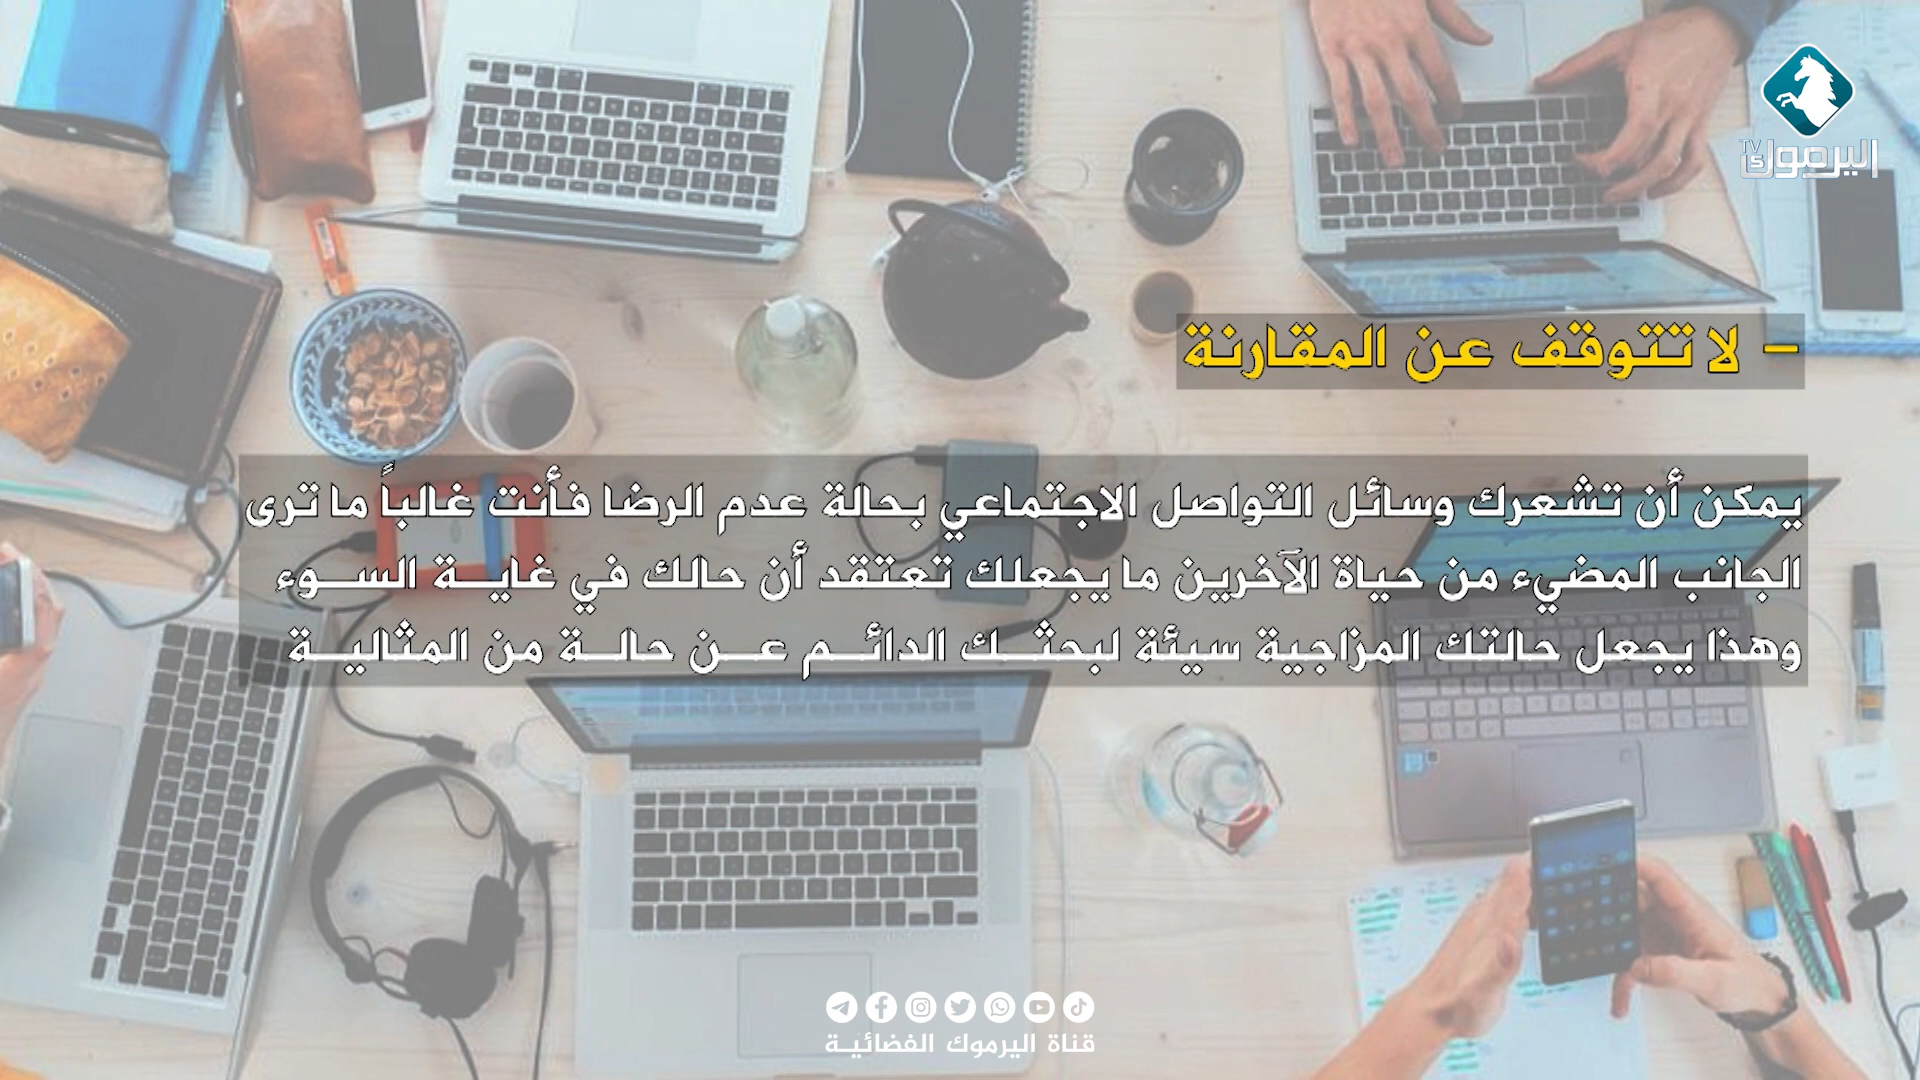 اليرموك
TV
– لا تتوقف عن المقارنة
يمكن أن تشعرك وسائل التواصل الاجتماعي بحالة عدم الرضا فأنت غالباً ما ترى
الجانب المضيء من حياة الآخرين ما يجعلك تعتقد أن حالك في غايـــة الســـوء
وهذا يجعل حالتك المزاجية سيئة لبحثـــك الدائـــم عـــن حالـــة من المثاليـــة
قناة اليرموك الفضائيـة